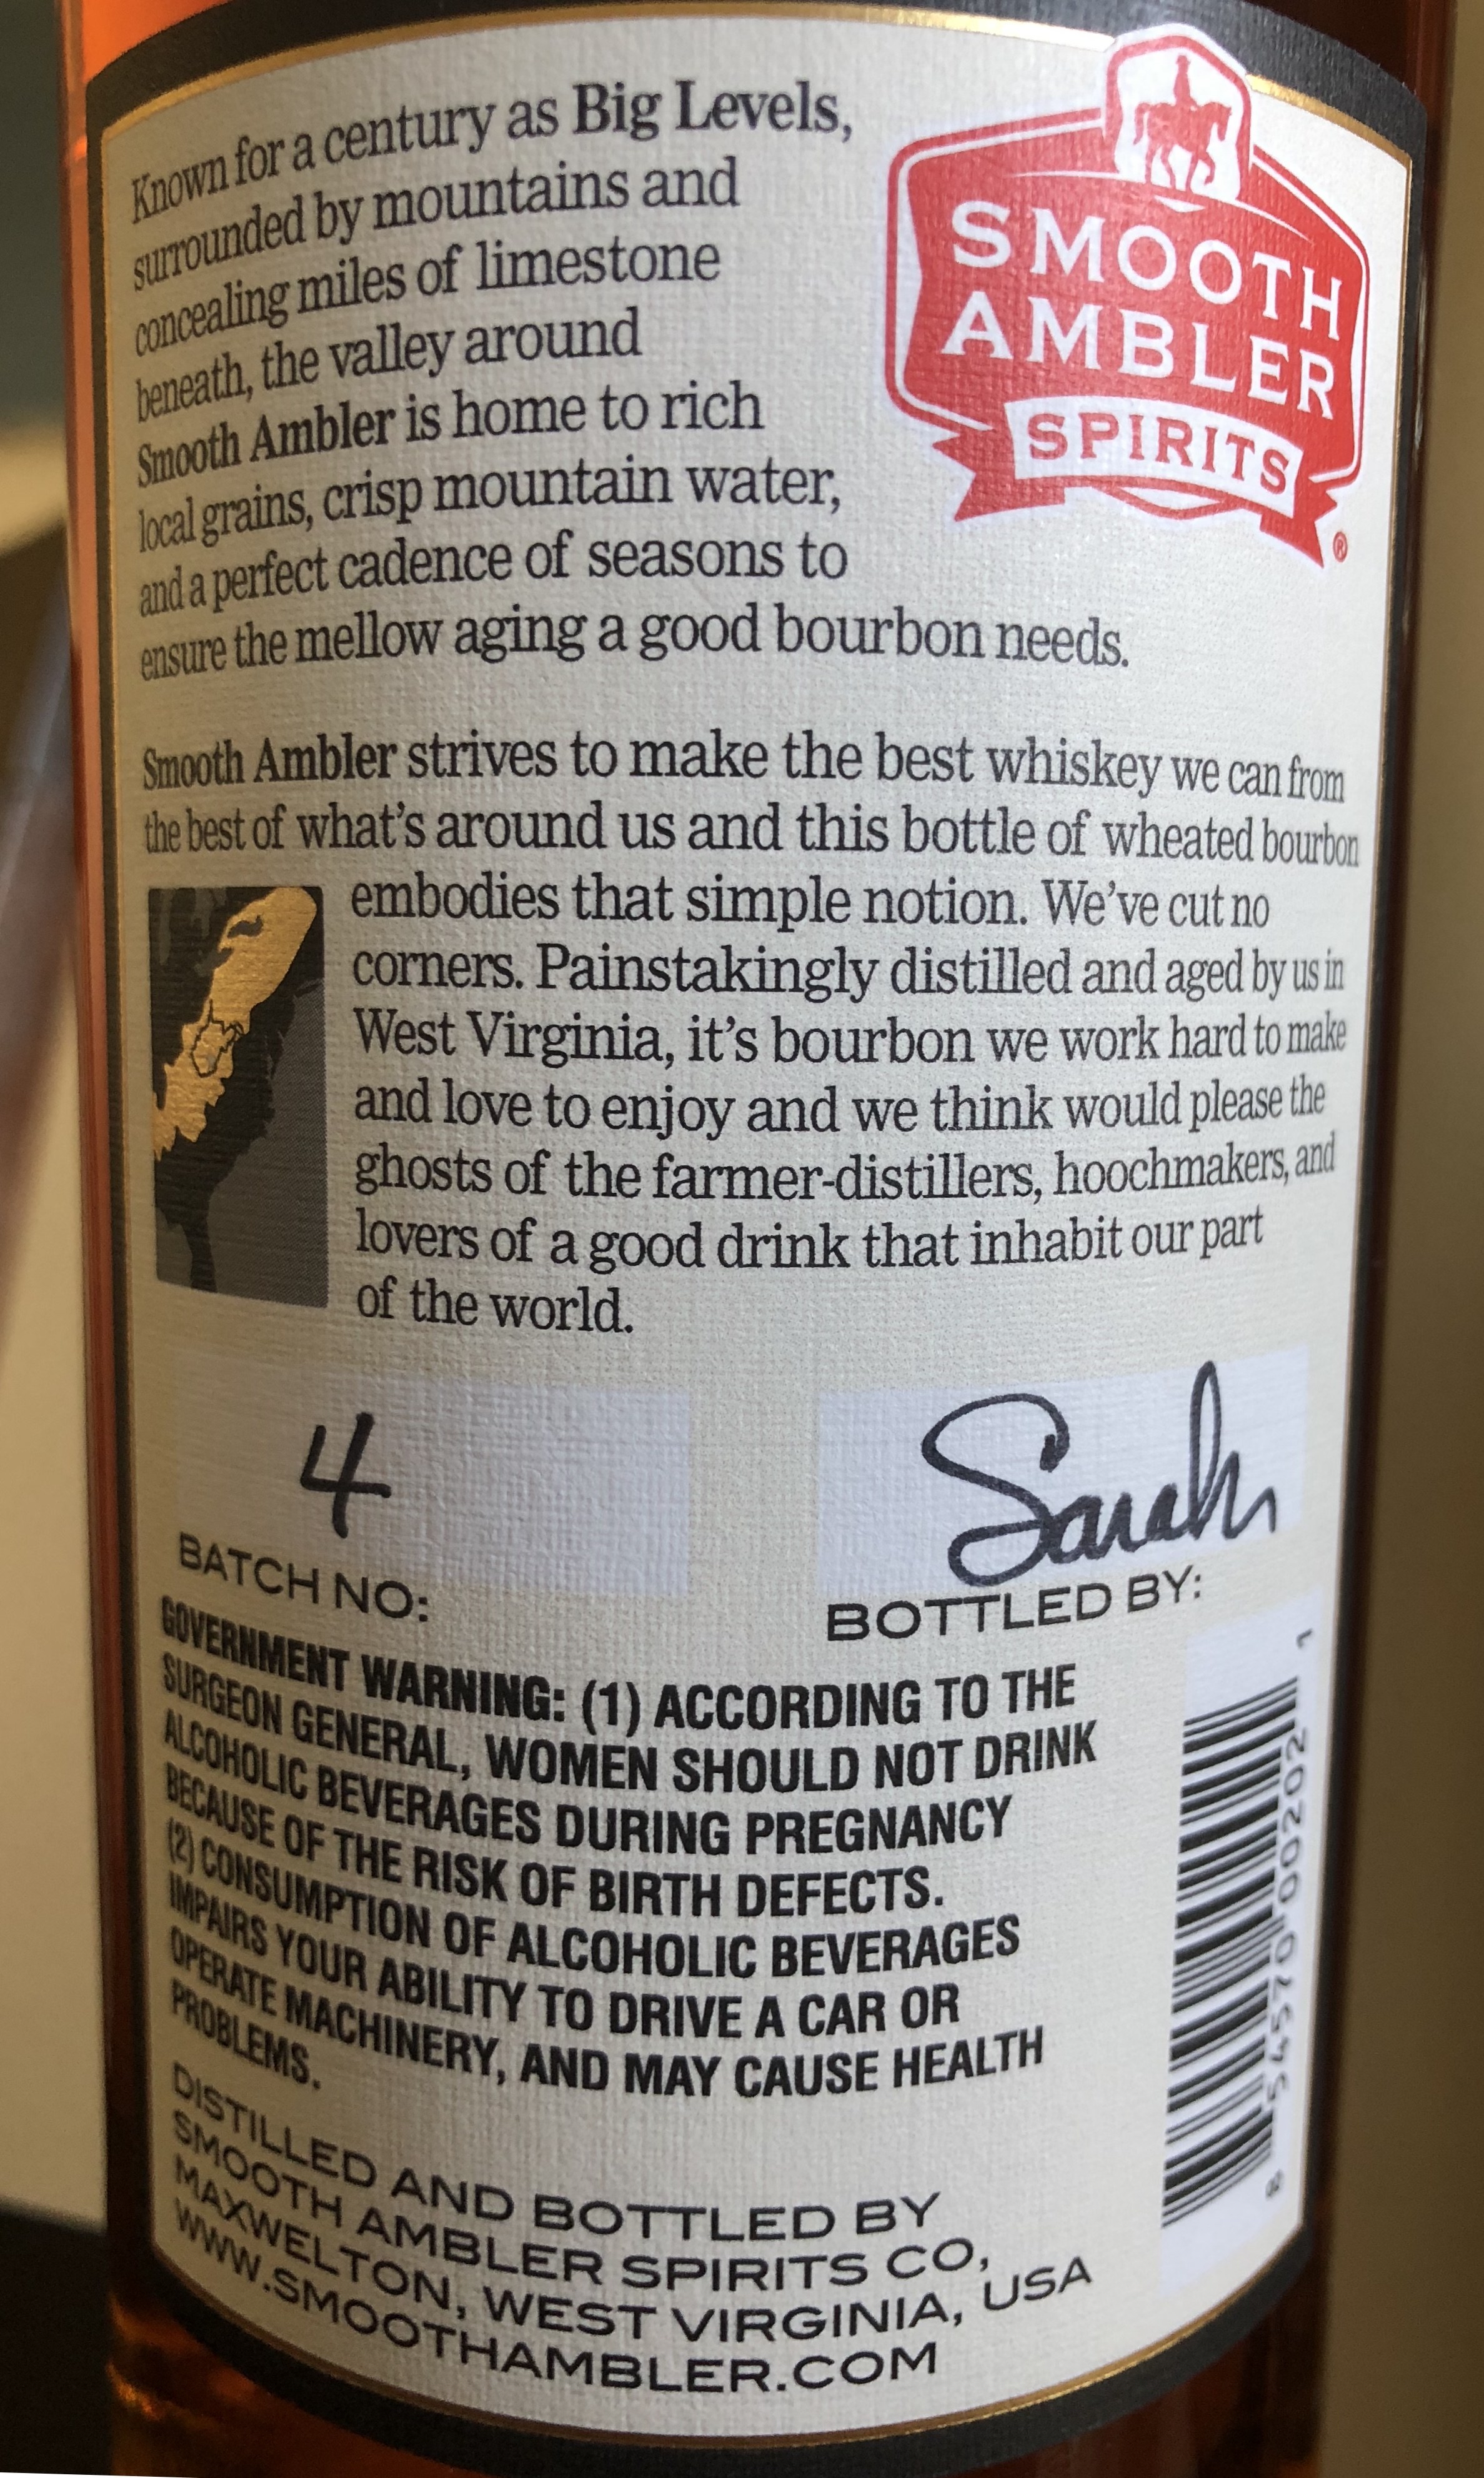 Known for a century as Big Levels,
surrounded by mountains and
concealing miles of limestone
beneath, the valley around
Smooth Ambler is home to rich
local grains, crisp mountain water,
and a perfect cadence of seasons to
ensure the mellow aging a good bourbon needs.
SMOOTH
AMBLER
SPIRITS
®
Smooth Ambler strives to make the best whiskey we can from
the best of what's around us and this bottle of wheated bourbon
embodies that simple notion. We've cut no
corners. Painstakingly distilled and aged by us in
West Virginia, it's bourbon we work hard to make
and love to enjoy and we think would please the
ghosts of the farmer-distillers, hoochmakers, and
lovers of a good drink that inhabit our part
of the world.
4
BATCH NO:
Sarah
BOTTLED BY:
GOVERNMENT WARNING: (1) ACCORDING TO THE
SURGEON GENERAL, WOMEN SHOULD NOT DRINK
ALCOHOLIC BEVERAGES DURING PREGNANCY
BECAUSE OF THE RISK OF BIRTH DEFECTS.
(2) CONSUMPTION OF ALCOHOLIC BEVERAGES
IMPAIRS YOUR ABILITY TO DRIVE A CAR OR
OPERATE MACHINERY, AND MAY CAUSE HEALTH
PROBLEMS.
DISTILLED AND BOTTLED BY
SMOOTH AMBLER SPIRITS CO,
MAXWELTON, WEST VIRGINIA, USA
WWW.SMOOTHAMBLER.COM
8 54570 00202 1